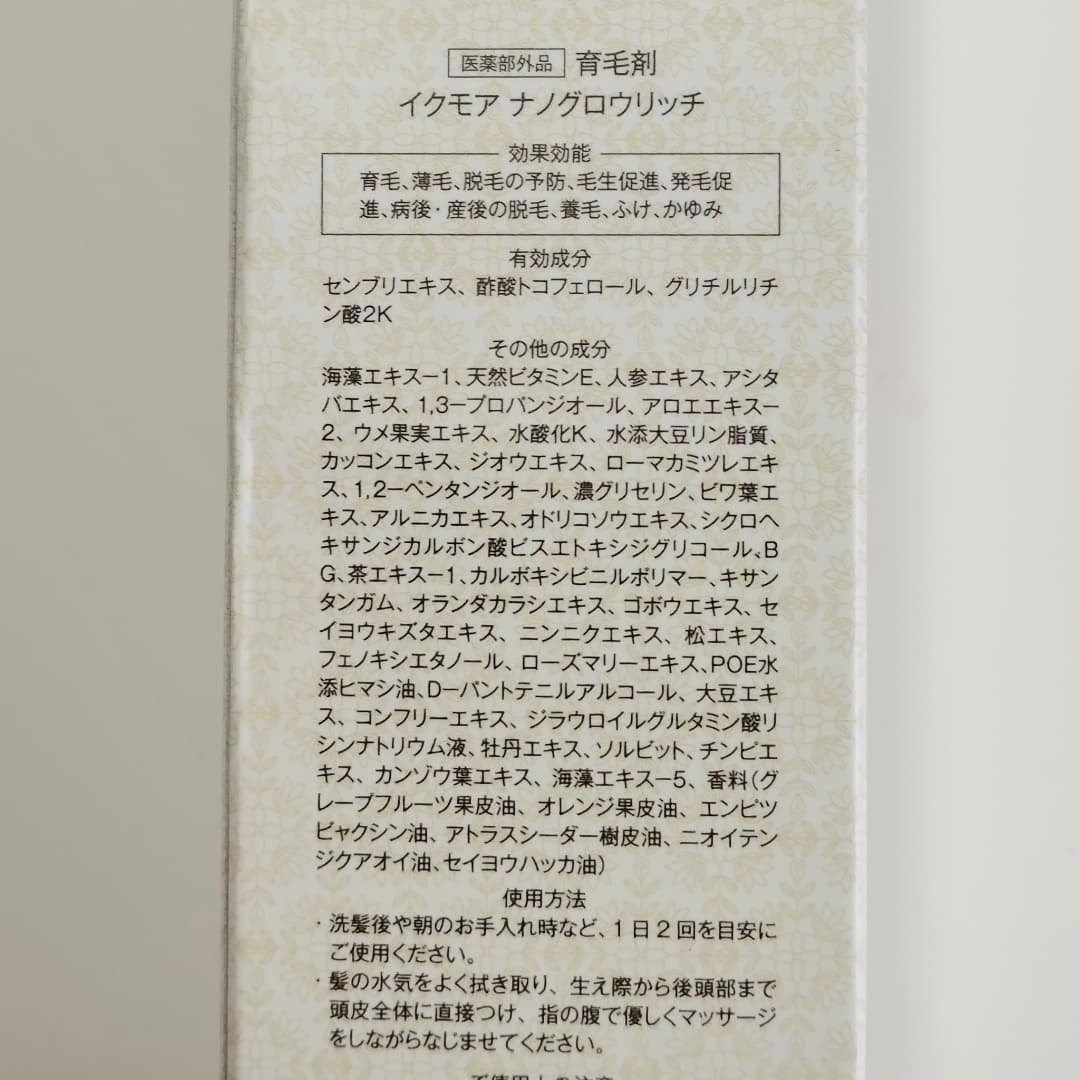 医薬部外品 育毛剤
イクモア ナノグロウリッチ
効果効能
育毛、薄毛、脱毛の予防、毛生促進、発毛促
進、病後・産後の脱毛、養毛、ふけ、かゆみ
有効成分
センブリエキス、酢酸トコフェロール、グリチルリチ
ン酸2K
その他の成分
海藻エキス−1、天然ビタミンE、人参エキス、アシタ
バエキス、1,3−プロパンジオール、アロエエキス−
2、ウメ果実エキス、水酸化K、水添大豆リン脂質、
カッコンエキス、ジオウエキス、ローマカミツレエキ
ス、1,2−ペンタンジオール、濃グリセリン、ビワ葉エ
キス、アルニカエキス、オドリコソウエキス、シクロヘ
キサンジカルボン酸ビスエトキシジグリコール、B
G、茶エキス−1、カルボキシビニルポリマー、キサン
タンガム、オランダカラシエキス、ゴボウエキス、セ
イヨウキズタエキス、ニンニクエキス、松エキス、
フェノキシエタノール、ローズマリーエキス、POE水
添ヒマシ油、D−パントテニルアルコール、大豆エキ
ス、コンフリーエキス、ジラウロイルグルタミン酸リ
シンナトリウム液、牡丹エキス、ソルビット、チンピエ
キス、カンゾウ葉エキス、海藻エキス−5、香料（グ
レープフルーツ果皮油、オレンジ果皮油、エンピツ
ビャクシン油、アトラスシーダー樹皮油、ニオイテン
ジクアオイ油、セイヨウハッカ油）
使用方法
・洗髪後や朝のお手入れ時など、1日2回を目安に
ご使用ください。
・髪の水気をよく拭き取り、生え際から後頭部まで
頭皮全体に直接つけ、指の腹で優しくマッサージ
をしながらなじませてください。